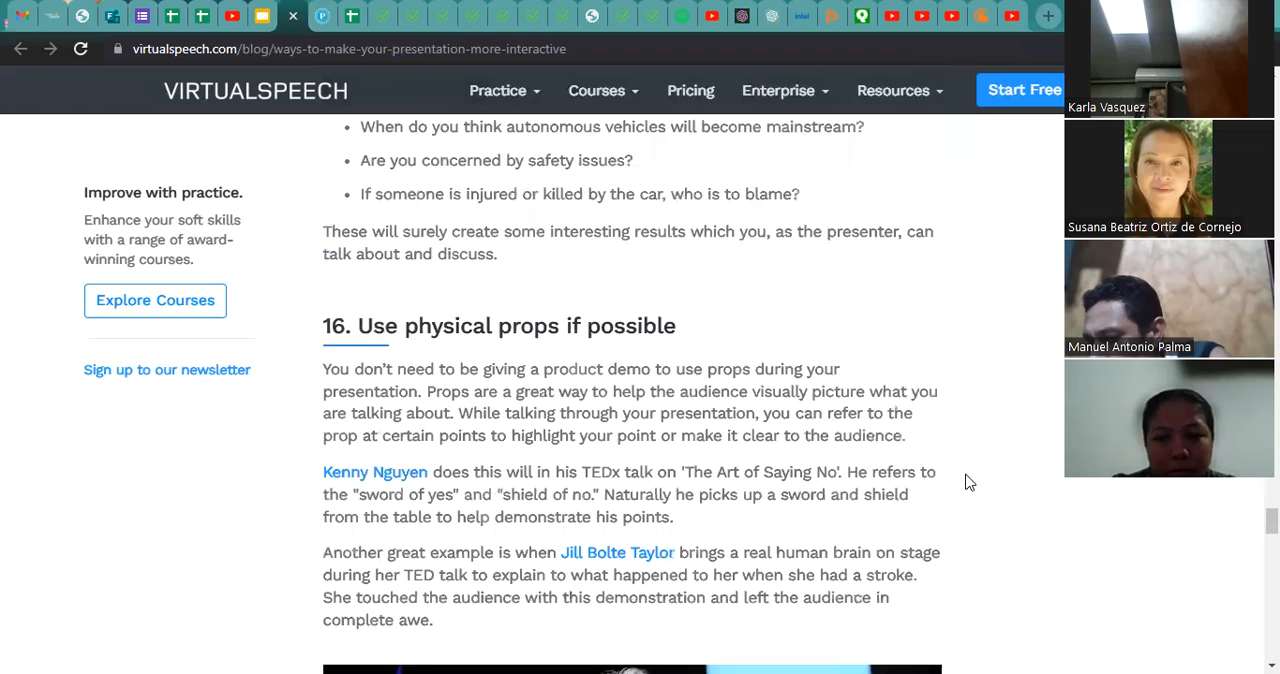 virtualspeech.com/blog/ways-to-make-your-presentation-more-interactive
VIRTUALSPEECH
Practice
Courses
Pricing
Enterprise
Resources
Start Free
Improve with practice.
Enhance your soft skills
with a range of award-
winning courses.
Explore Courses
Sign up to our newsletter
• When do you think autonomous vehicles will become mainstream?
• Are you concerned by safety issues?
• If someone is injured or killed by the car, who is to blame?
These will surely create some interesting results which you, as the presenter, can
talk about and discuss.
16. Use physical props if possible
You don't need to be giving a product demo to use props during your
presentation. Props are a great way to help the audience visually picture what you
are talking about. While talking through your presentation, you can refer to the
prop at certain points to highlight your point or make it clear to the audience.
Kenny Nguyen does this will in his TEDx talk on 'The Art of Saying No'. He refers to
the "sword of yes" and "shield of no." Naturally he picks up a sword and shield
from the table to help demonstrate his points.
Another great example is when Jill Bolte Taylor brings a real human brain on stage
during her TED talk to explain to what happened to her when she had a stroke.
She touched the audience with this demonstration and left the audience in
complete awe.
Karla Vasquez
Susana Beatriz Ortiz de Cornejo
Manuel Antonio Palma